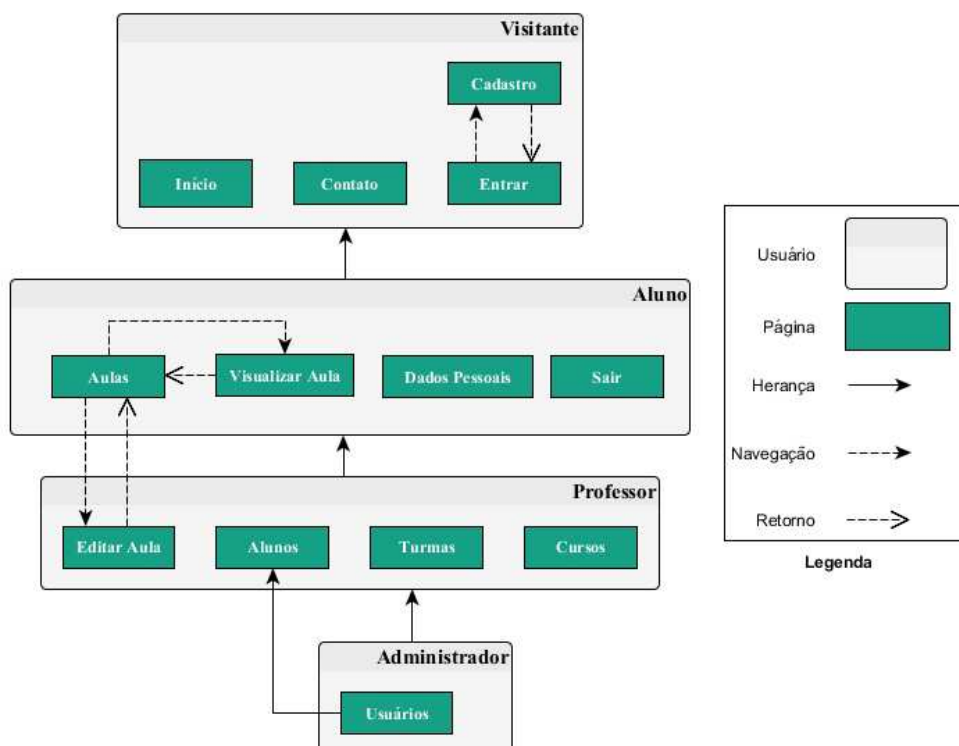 Visitante
Cadastro
Início
Contato
Entrar
Aluno
Aulas
Visualizar Aula
Dados Pessoais
Sair
Professor
Editar Aula
Alunos
Turmas
Cursos
Administrador
Usuários
Usuário
Página
Herança
Navegação
Retorno
Legenda